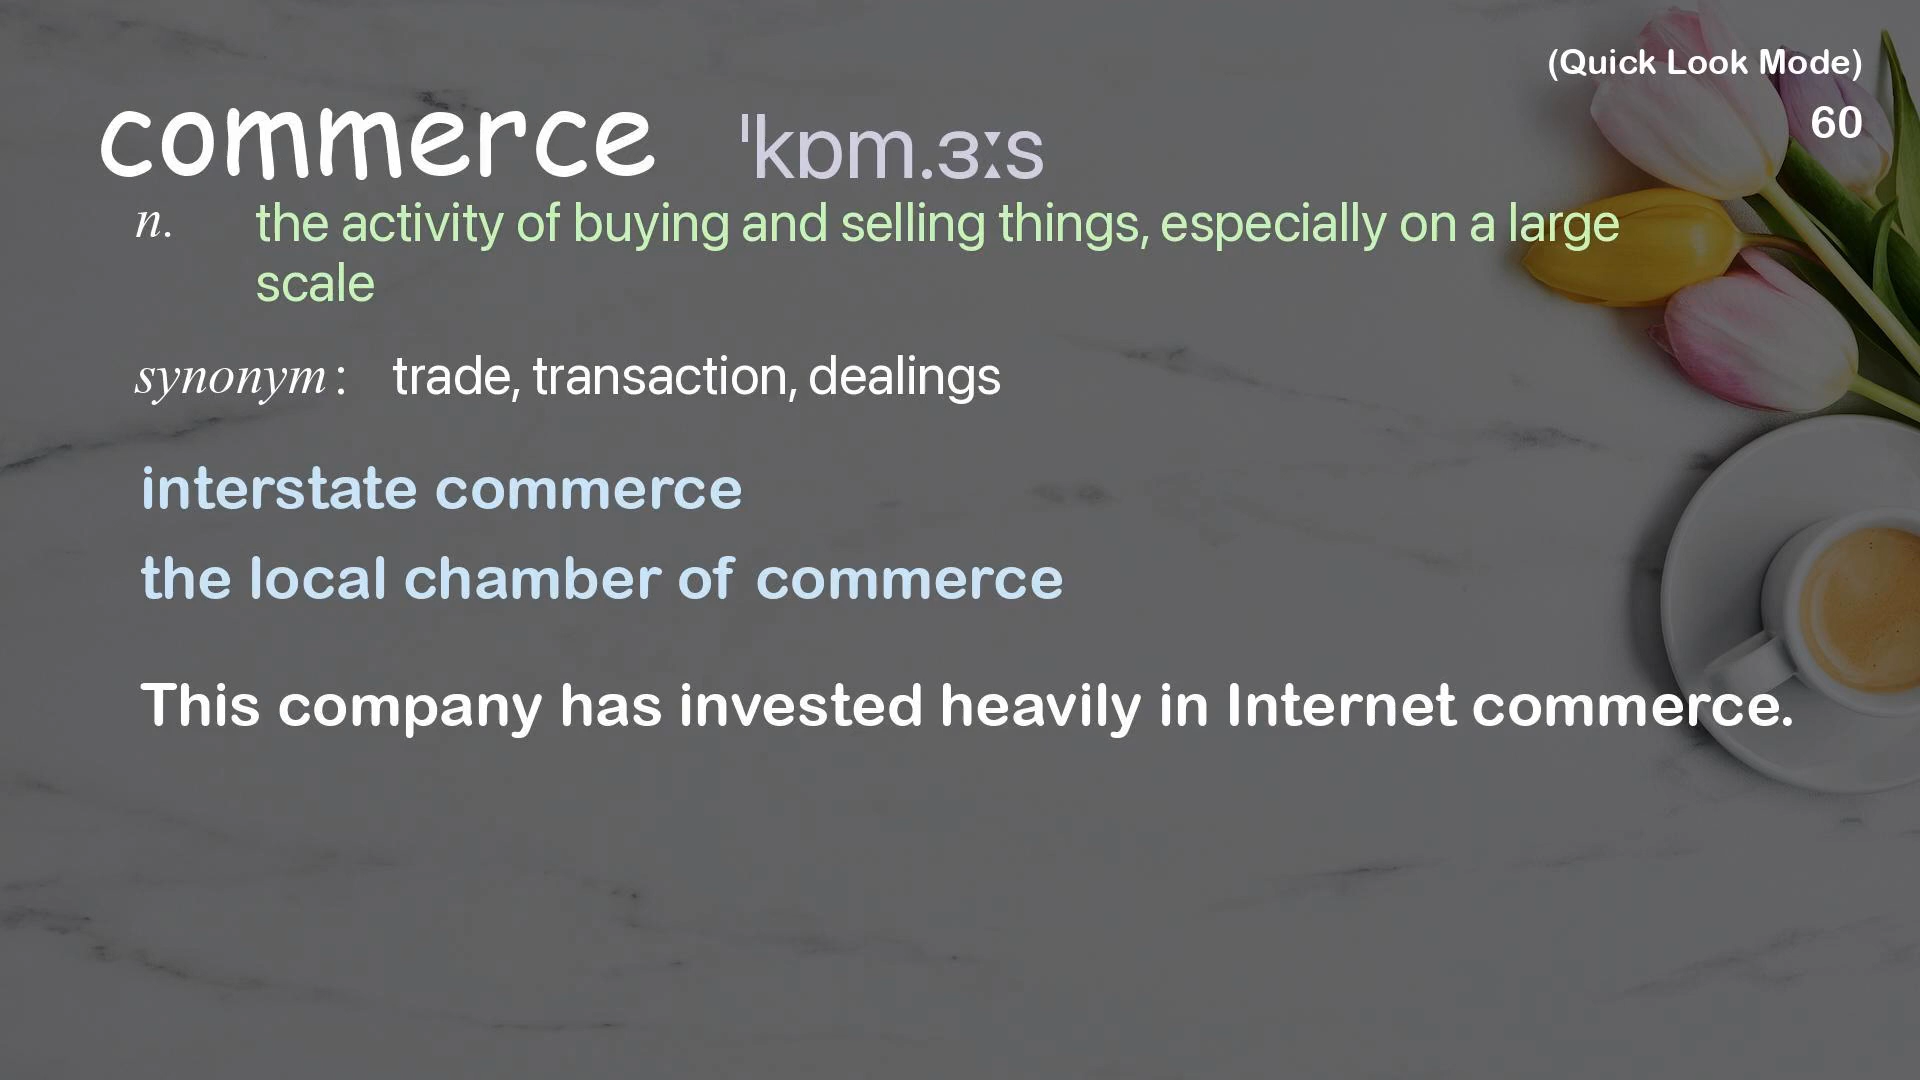 (Quick Look Mode)
60
commerce ˈkɒm.ɜːs
n. the activity of buying and selling things, especially on a large
scale
synonym: trade, transaction, dealings
interstate commerce
the local chamber of commerce
This company has invested heavily in Internet commerce.